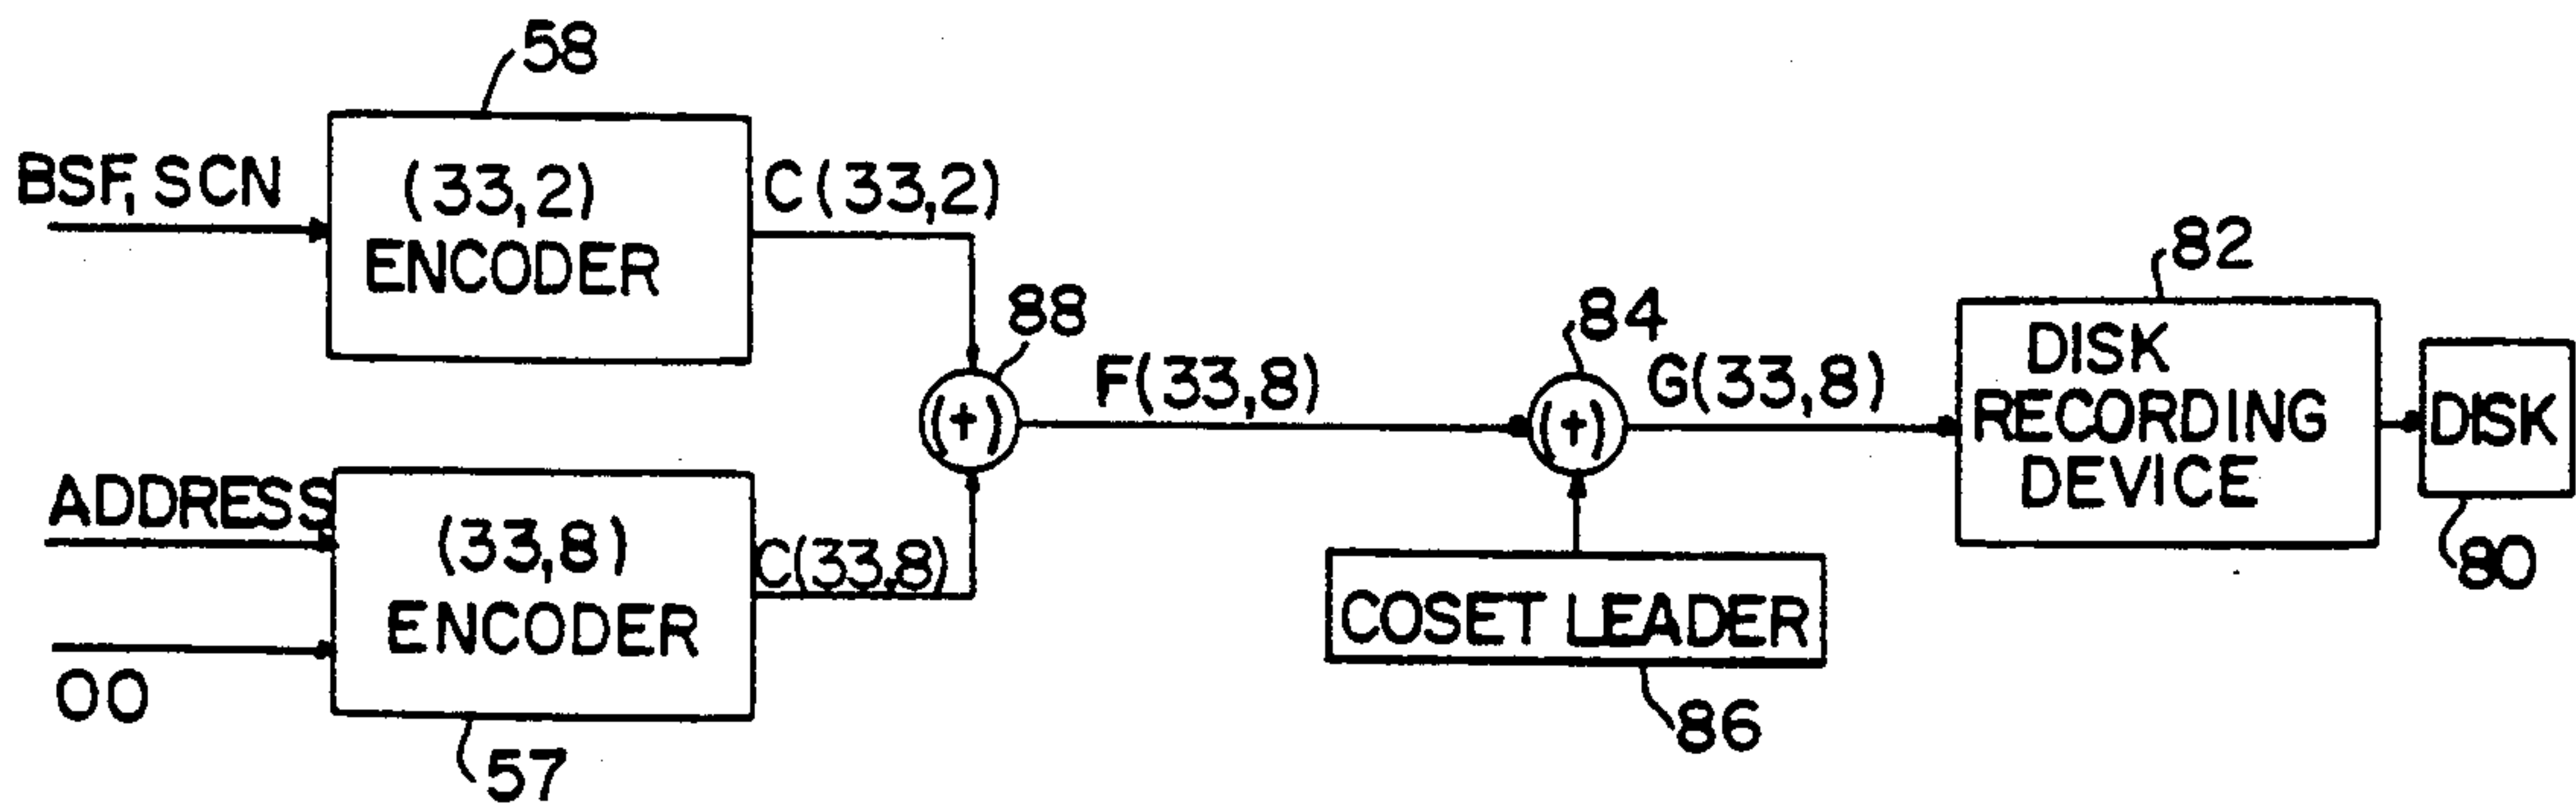 58
BSF, SCN
(33,2)
ENCODER
C(33,2)
88
(+)
F(33,8)
84
(+)
G(33,8)
82
DISK
RECORDING
DEVICE
DISK
80
ADDRESS
00
(33,8)
ENCODER
C(33,8)
57
COSET LEADER
86